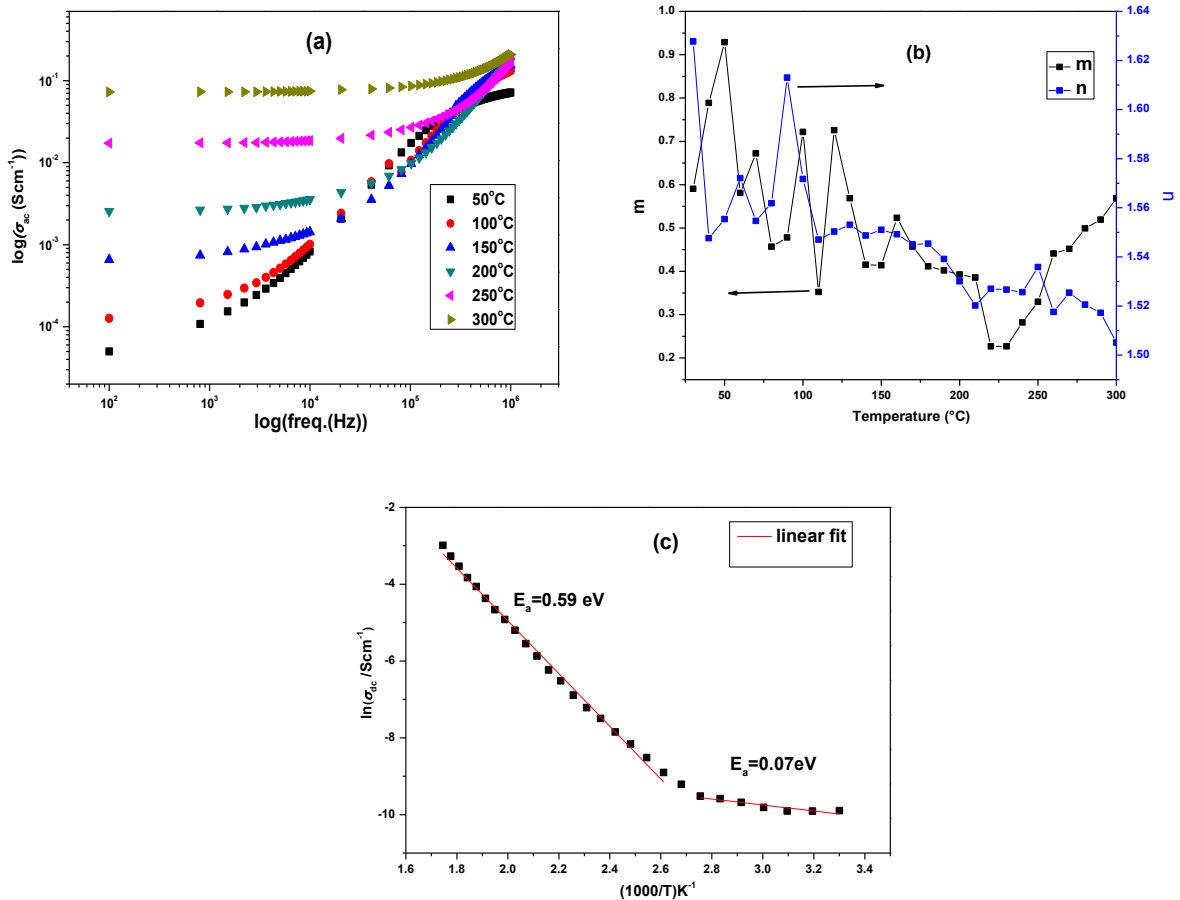 (a)
log(σac (Scm-1))
10-1
10-2
10-3
10-4
50°C
100°C
150°C
200°C
250°C
300°C
102 103 104 105 106
log(freq.(Hz))
(b)
m
n
m
1.0
0.9
0.8
0.7
0.6
0.5
0.4
0.3
0.2
1.64
1.62
1.60
1.58
1.56
1.54
1.52
1.50
n
50 100 150 200 250 300
Temperature (°C)
(c)
linear fit
Ea=0.59 eV
Ea=0.07eV
ln(σdc /Scm-1)
-2
-4
-6
-8
-10
1.6 1.8 2.0 2.2 2.4 2.6 2.8 3.0 3.2 3.4
(1000/T)K-1